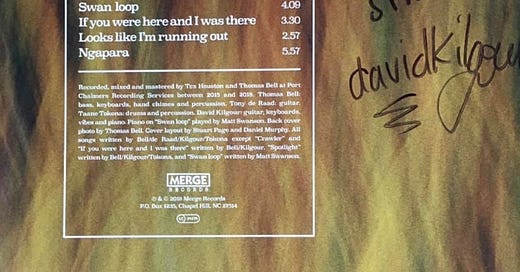 Swan loop 4.09
If you were here and I was there 3.30
Looks like I'm running out 2.57
Ngapara 5.57
Recorded, mixed and mastered by Tex Houston and Thomas Bell at Port
Chalmers Recording Services between 2015 and 2018. Thomas Bell:
bass, keyboards, hand chimes and percussion. Tony de Raad: guitar.
Taane Tokona: drums and percussion. David Kilgour: guitar, keyboards,
vibes and piano. Piano on "Swan loop" played by Matt Swanson. Back cover
photo by Thomas Bell. Cover layout by Stuart Page and Daniel Murphy. All
songs written by Bell/de Raad/Kilgour/Tokona except "Crawler" and
"If you were here and I was there" written by Bell/Kilgour. "Spotlight"
written by Bell/Kilgour/Tokona, and "Swan loop" written by Matt Swanson.
MERGE
RECORDS
℗ & © 2019 Merge Records
P.O. Box 1235, Chapel Hill, NC 27514
davidkilgour